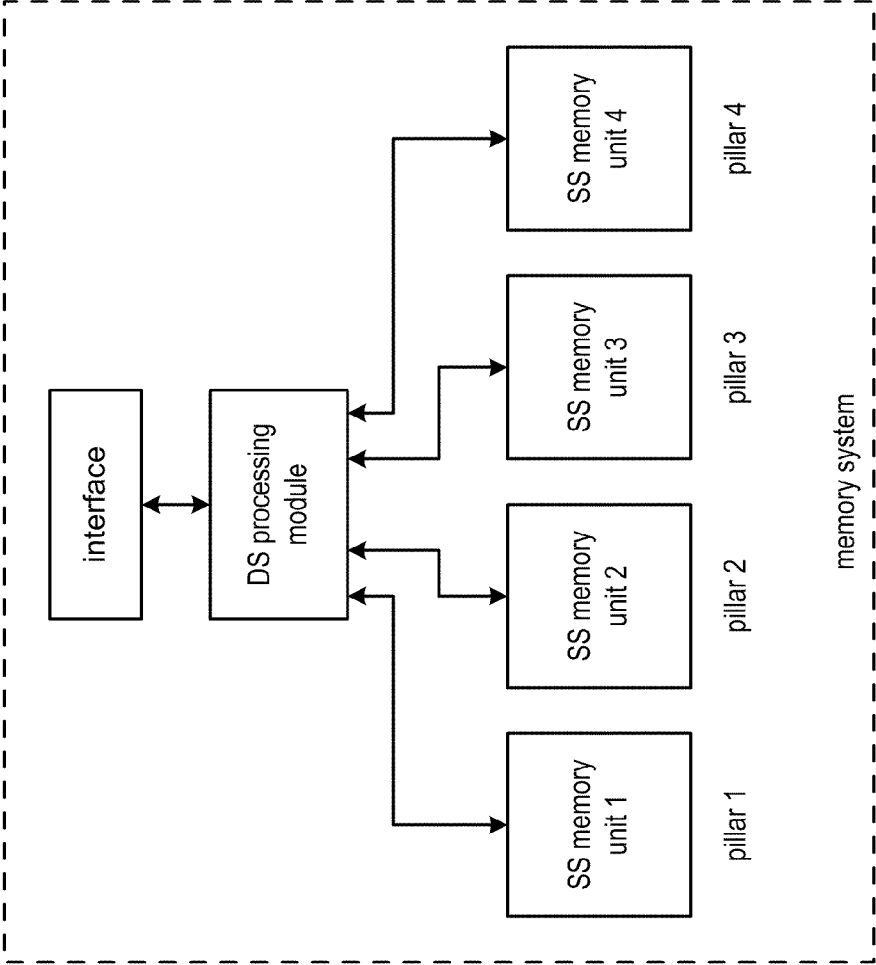 interface
DS processing
module
SS memory
unit 1
SS memory
unit 2
SS memory
unit 3
SS memory
unit 4
pillar 1
pillar 2
pillar 3
pillar 4
memory system